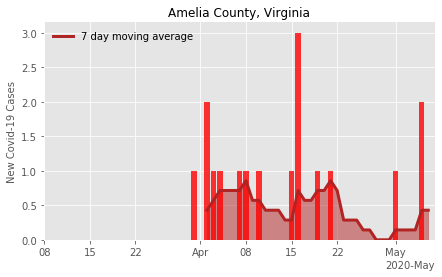 Amelia County, Virginia
7 day moving average
New Covid-19 Cases
3.0
2.5
2.0
1.5
1.0
0.5
0.0
08 15 22 Apr 08 15 22 May
2020-May